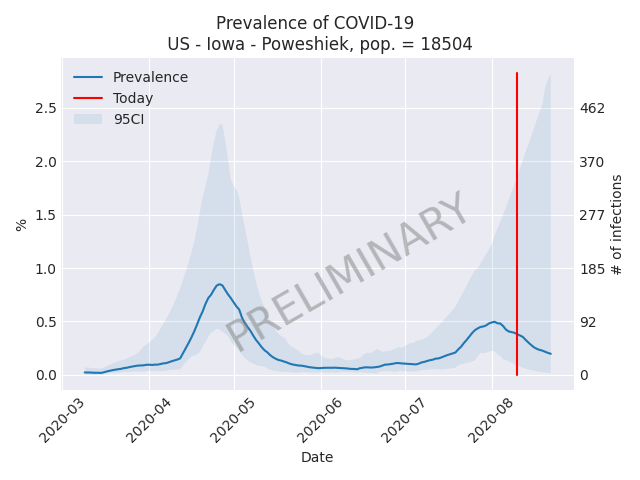 Prevalence of COVID-19
US - Iowa - Poweshiek, pop. = 18504
Prevalence
Today
95CI
PRELIMINARY
%
2.5
2.0
1.5
1.0
0.5
0.0
462
370
277
185
92
0
# of infections
2020-03
2020-04
2020-05
2020-06
2020-07
2020-08
Date